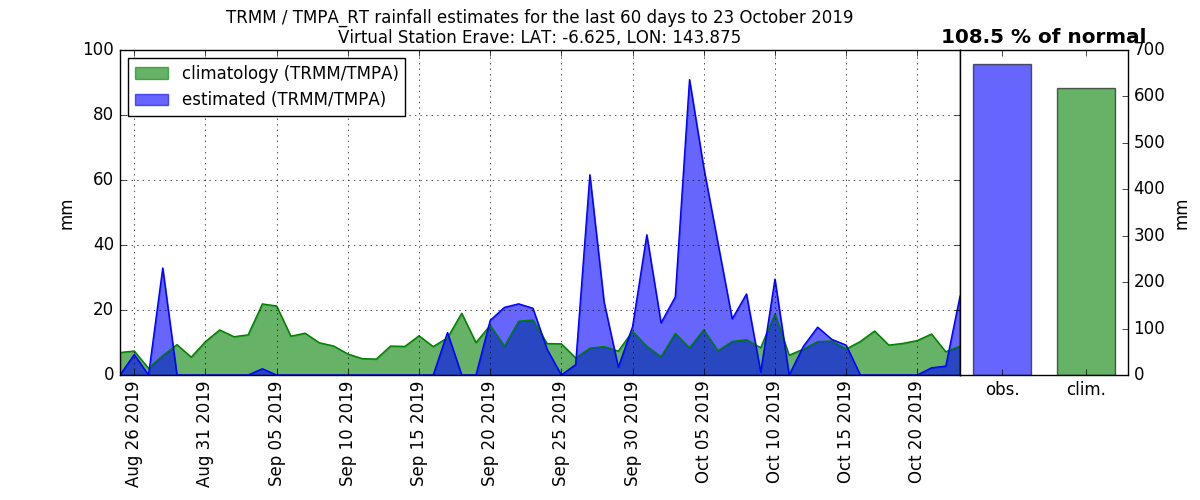 TRMM / TMPA_RT rainfall estimates for the last 60 days to 23 October 2019
Virtual Station Erave: LAT: -6.625, LON: 143.875
108.5 % of normal
climatology (TRMM/TMPA)
estimated (TRMM/TMPA)
mm
100
80
60
40
20
0
Aug 26 2019
Aug 31 2019
Sep 05 2019
Sep 10 2019
Sep 15 2019
Sep 20 2019
Sep 25 2019
Sep 30 2019
Oct 05 2019
Oct 10 2019
Oct 15 2019
Oct 20 2019
700
600
500
400
300
200
100
0
mm
obs.
clim.